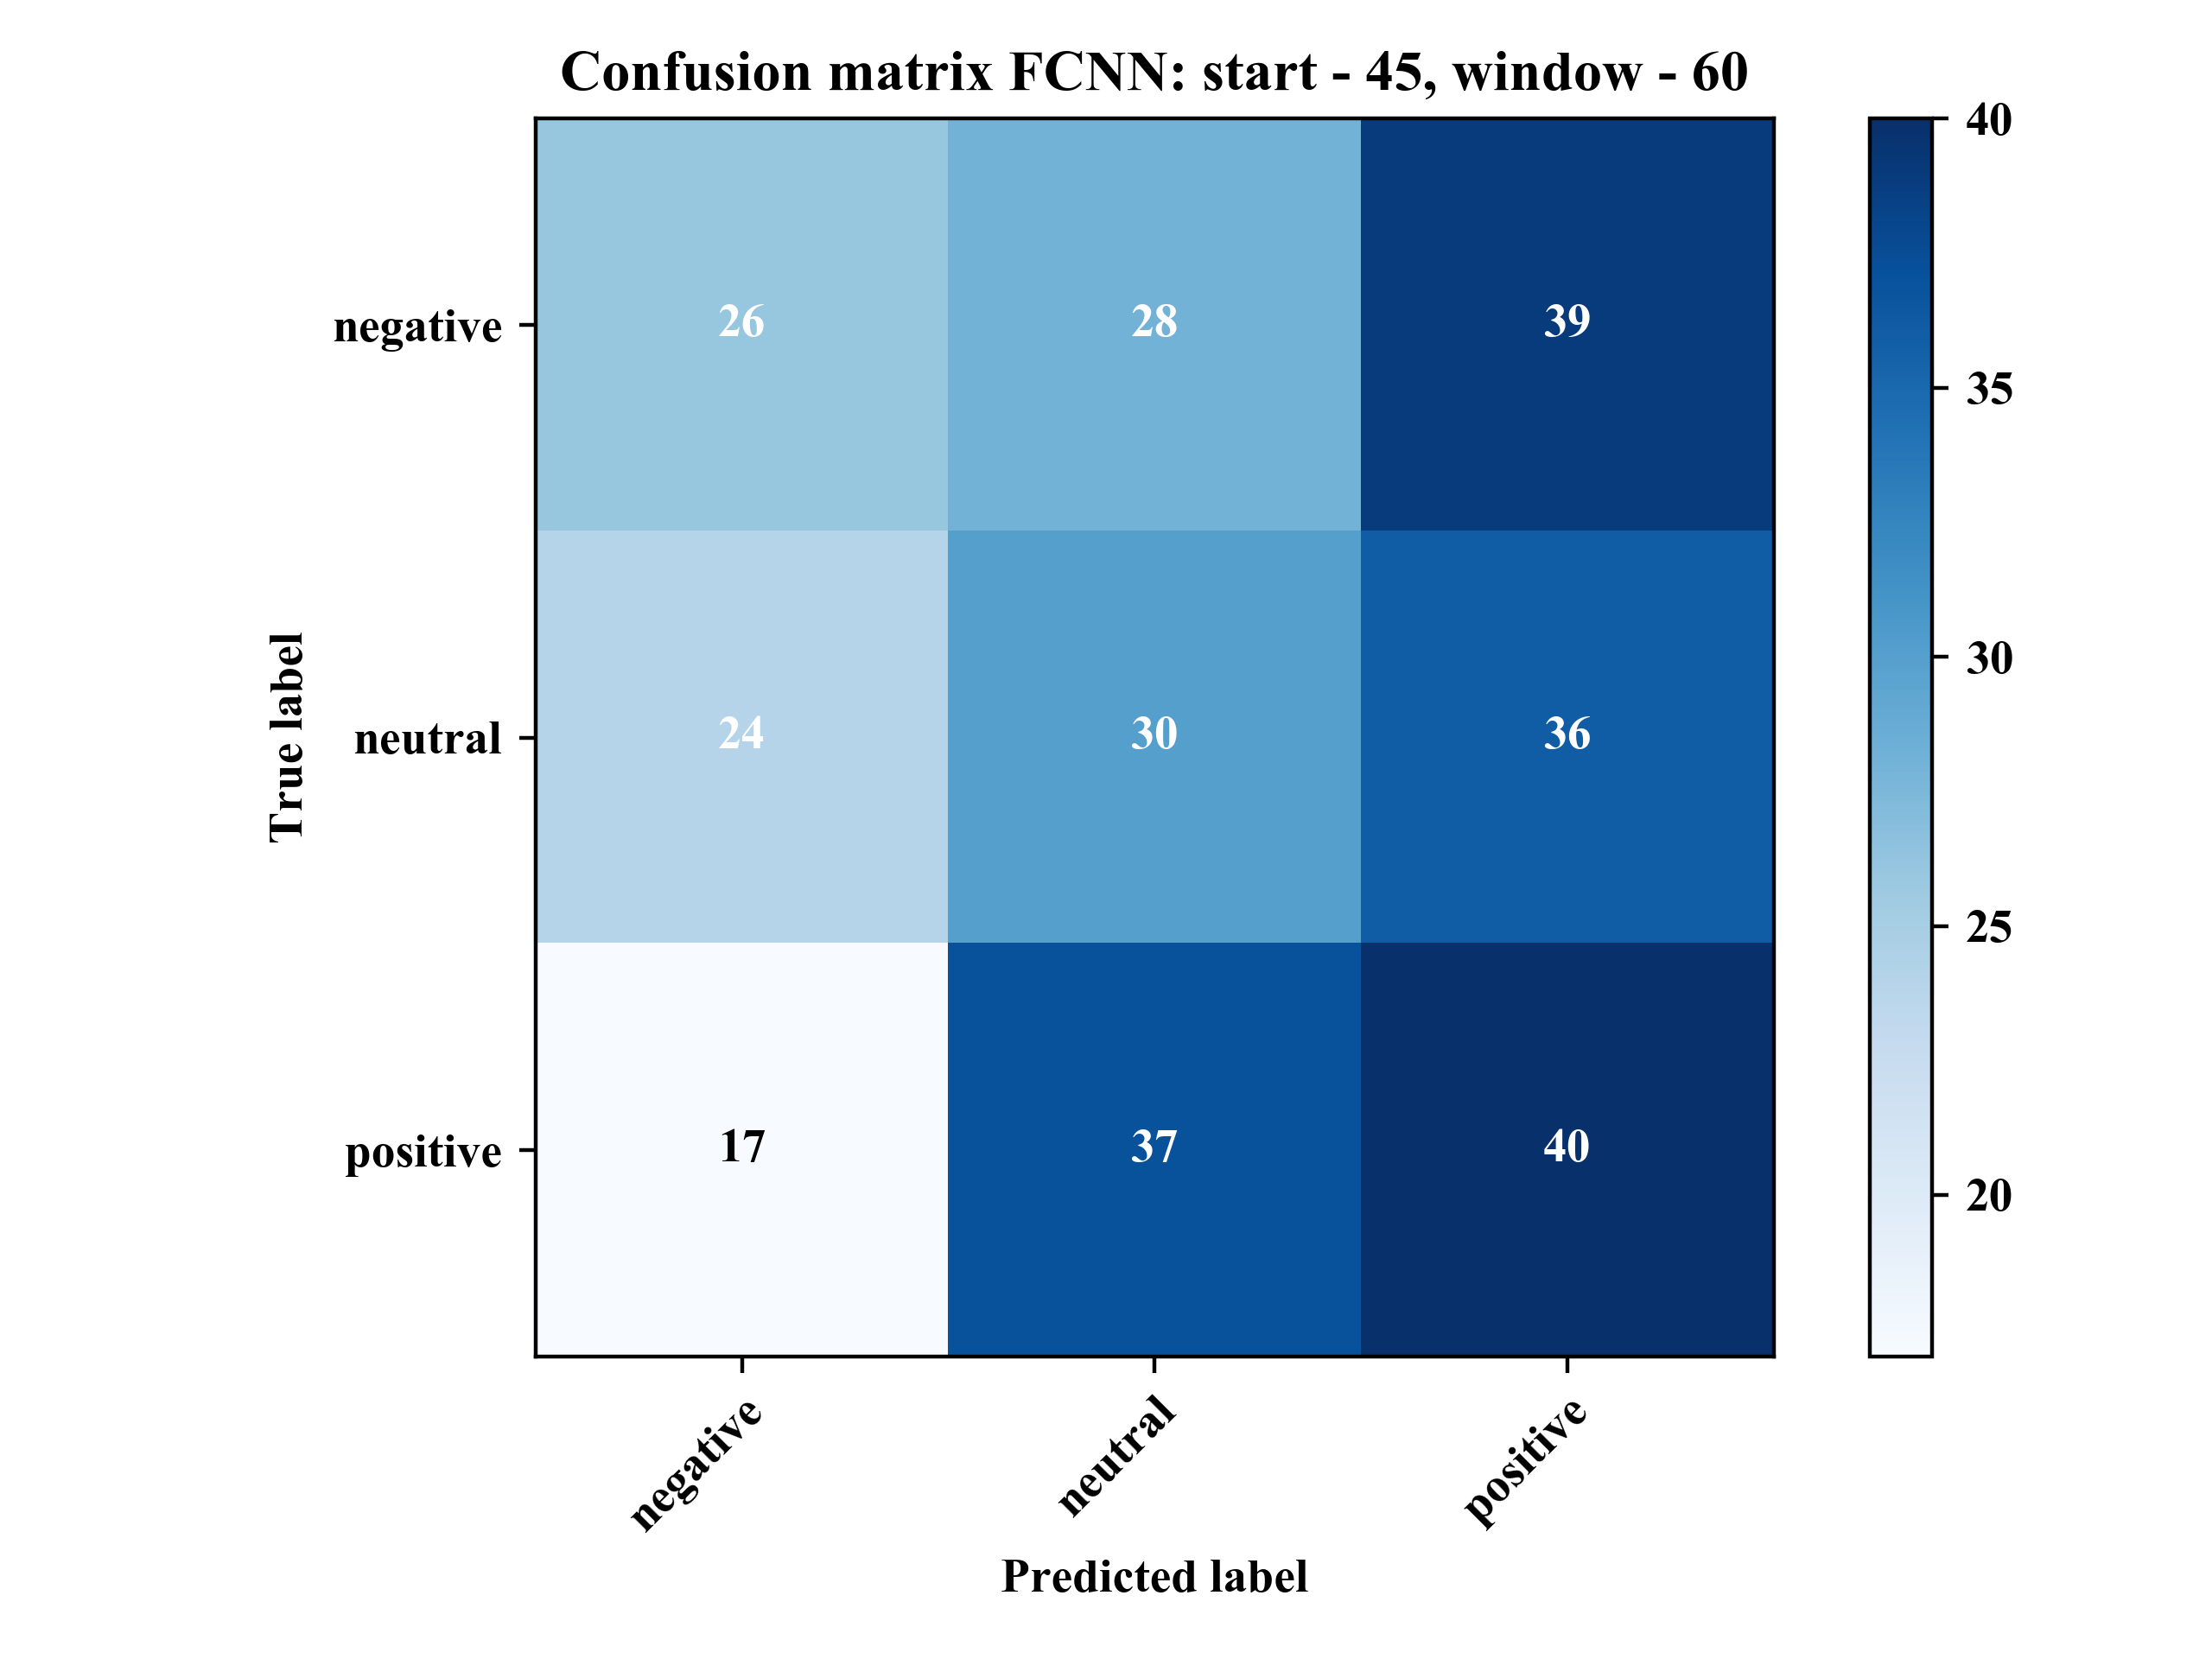 Confusion matrix FCNN: start - 45, window - 60
True label
negative
26 28 39
neutral
24 30 36
positive
17 37 40
negative neutral positive
Predicted label
40
35
30
25
20